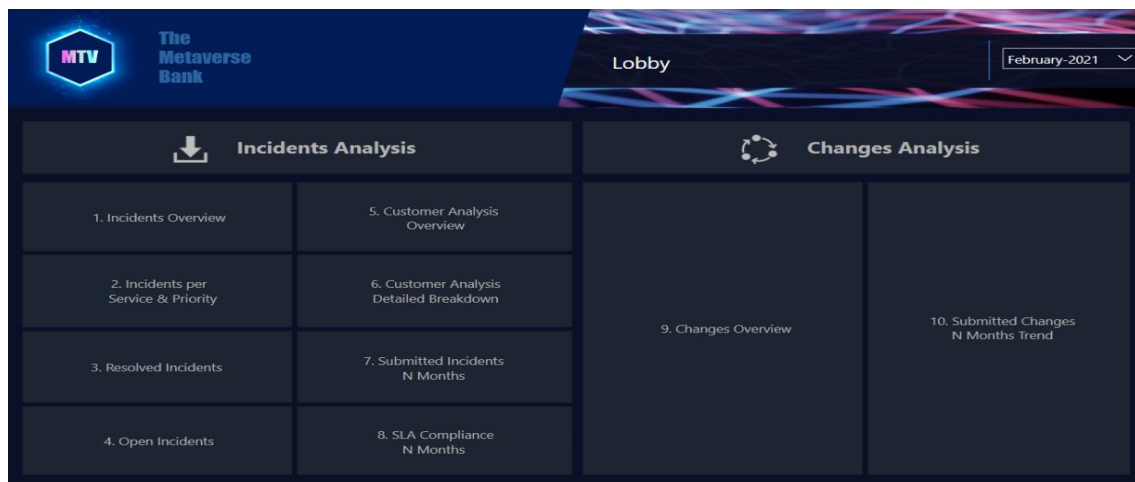 MTV
The
Metaverse
Bank
Lobby
February-2021
Incidents Analysis
Changes Analysis
1. Incidents Overview
5. Customer Analysis
Overview
2. Incidents per
Service & Priority
6. Customer Analysis
Detailed Breakdown
3. Resolved Incidents
7. Submitted Incidents
N Months
4. Open Incidents
8. SLA Compliance
N Months
9. Changes Overview
10. Submitted Changes
N Months Trend